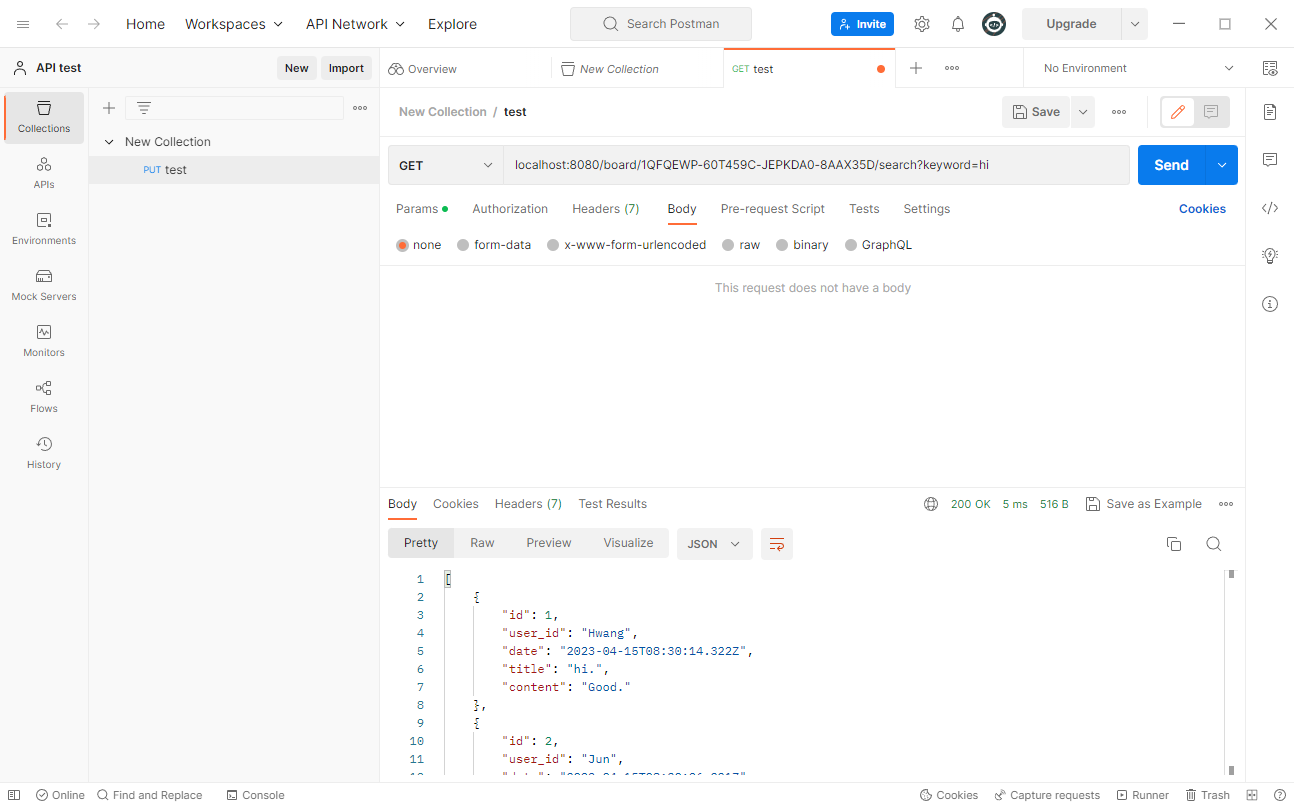 Home Workspaces API Network Explore Search Postman Invite Upgrade
API test New Import Overview New Collection GET test No Environment
Collections
APIs
Environments
Mock Servers
Monitors
Flows
History
New Collection
PUT test
New Collection / test Save
GET localhost:8080/board/1QFQEWP-60T459C-JEPKDA0-8AAX35D/search?keyword=hi Send
Params Authorization Headers (7) Body Pre-request Script Tests Settings Cookies
none form-data x-www-form-urlencoded raw binary GraphQL
This request does not have a body
Body Cookies Headers (7) Test Results 200 OK 5 ms 516 B Save as Example
Pretty Raw Preview Visualize JSON
1 [
2 {
3 "id": 1,
4 "user_id": "Hwang",
5 "date": "2023-04-15T08:30:14.322Z",
6 "title": "hi.",
7 "content": "Good."
8 },
9 {
10 "id": 2,
11 "user_id": "Jun",
Online Find and Replace Console Cookies Capture requests Runner Trash